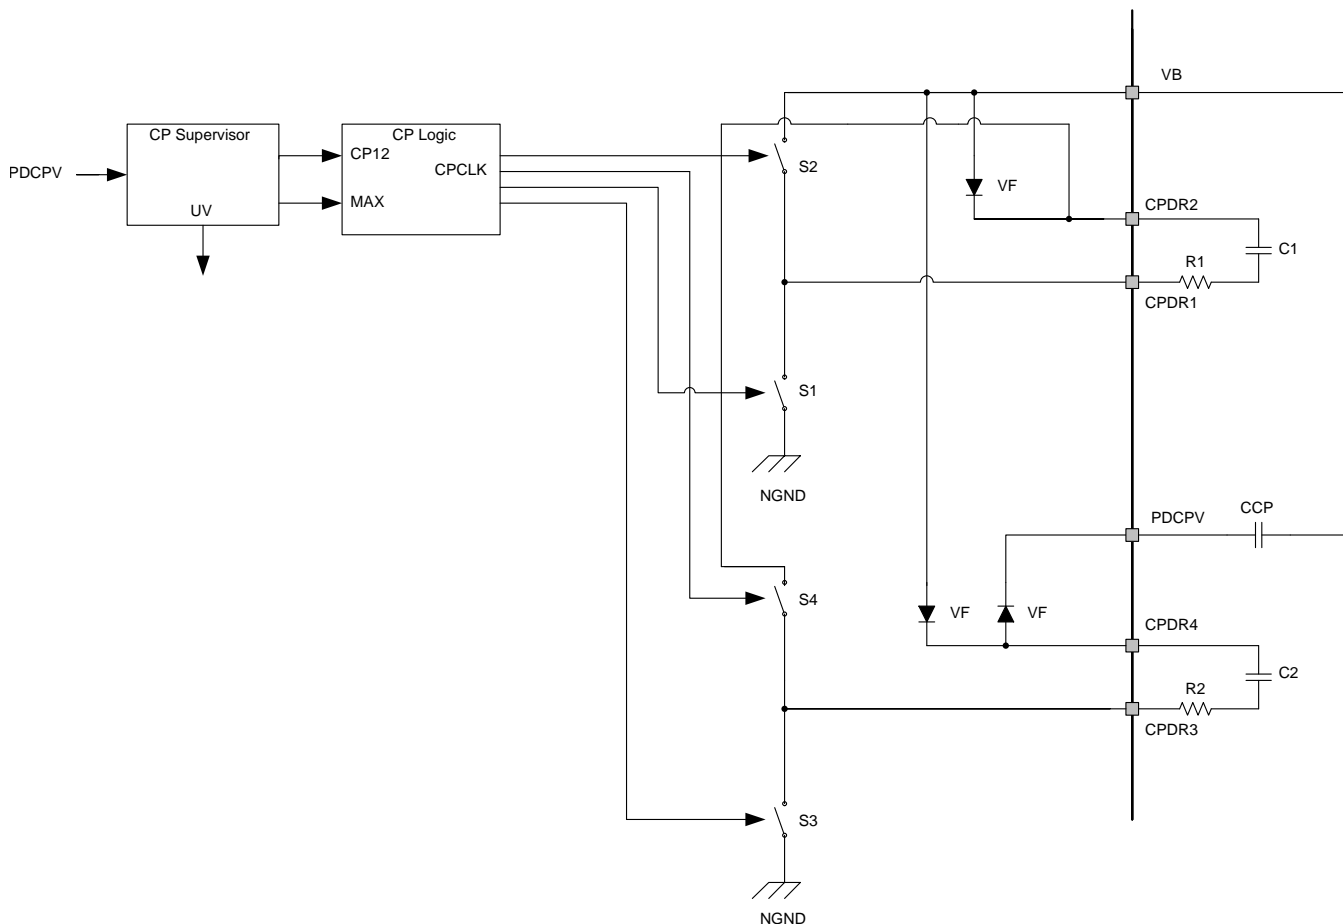 VB
CP Supervisor
CP Logic
CP12
PDCPV
CPCLK
S2
VF
MAX
UV
CPDR2
C1
R1
CPDR1
S1
NGND
PDCPV
CCP
S4
VF
VF
CPDR4
C2
R2
CPDR3
S3
NGND